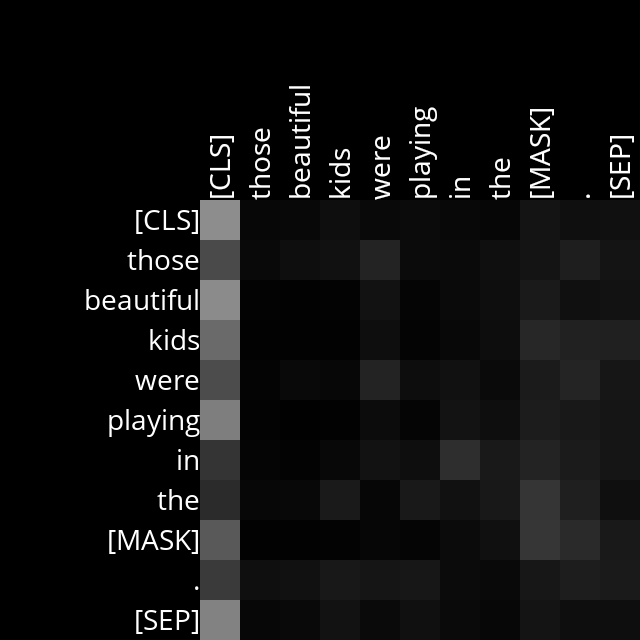 [CLS] those beautiful kids were playing in the [MASK] . [SEP]
[CLS]
those
beautiful
kids
were
playing
in
the
[MASK]
.
[SEP]